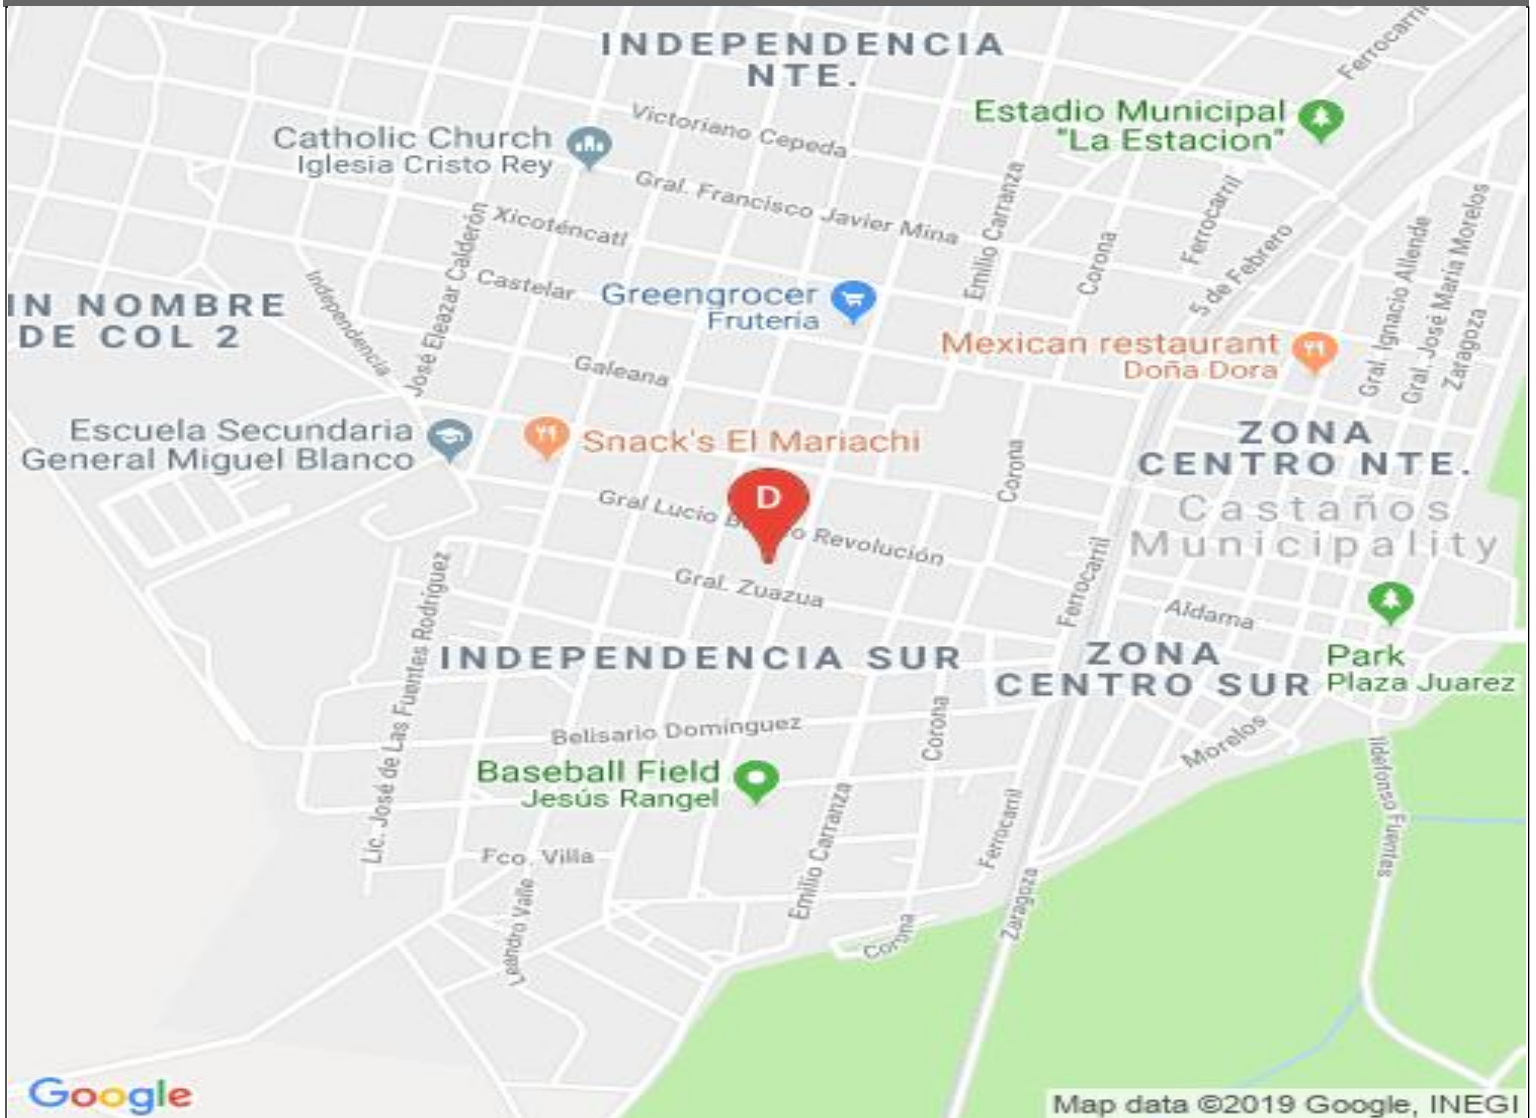 INDEPENDENCIA
NTE.
Ferrocarril
Victoriano Cepeda
Estadio Municipal
"La Estacion"
Catholic Church
Iglesia Cristo Rey
Gral. Francisco Javier Mina
Emilio Carranza
Corona
Ferrocarril
5 de Febrero
Gral. Ignacio Allende
Gral. José María Morelos
Zaragoza
Xicoténcatl
José Eleazar Calderón
Independencia
Castelar
Greengrocer
Frutería
IN NOMBRE
DE COL 2
Mexican restaurant
Doña Dora
Galeana
Escuela Secundaria
General Miguel Blanco
Snack's El Mariachi
Corona
ZONA
CENTRO NTE.
Castaños
Municipality
D
Gral Lucio
Revolución
Gral. Zuazua
Ferrocarril
Aldama
Lic. José de Las Fuentes Rodríguez
INDEPENDENCIA SUR
ZONA
CENTRO SUR
Park
Plaza Juarez
Belisario Domínguez
Corona
Morelos
Ildefonso Fuentes
Baseball Field
Jesús Rangel
Emilio Carranza
Ferrocarril
Fco. Villa
Leandro Valle
Corona
Zaragoza
Google
Map data ©2019 Google, INEGI